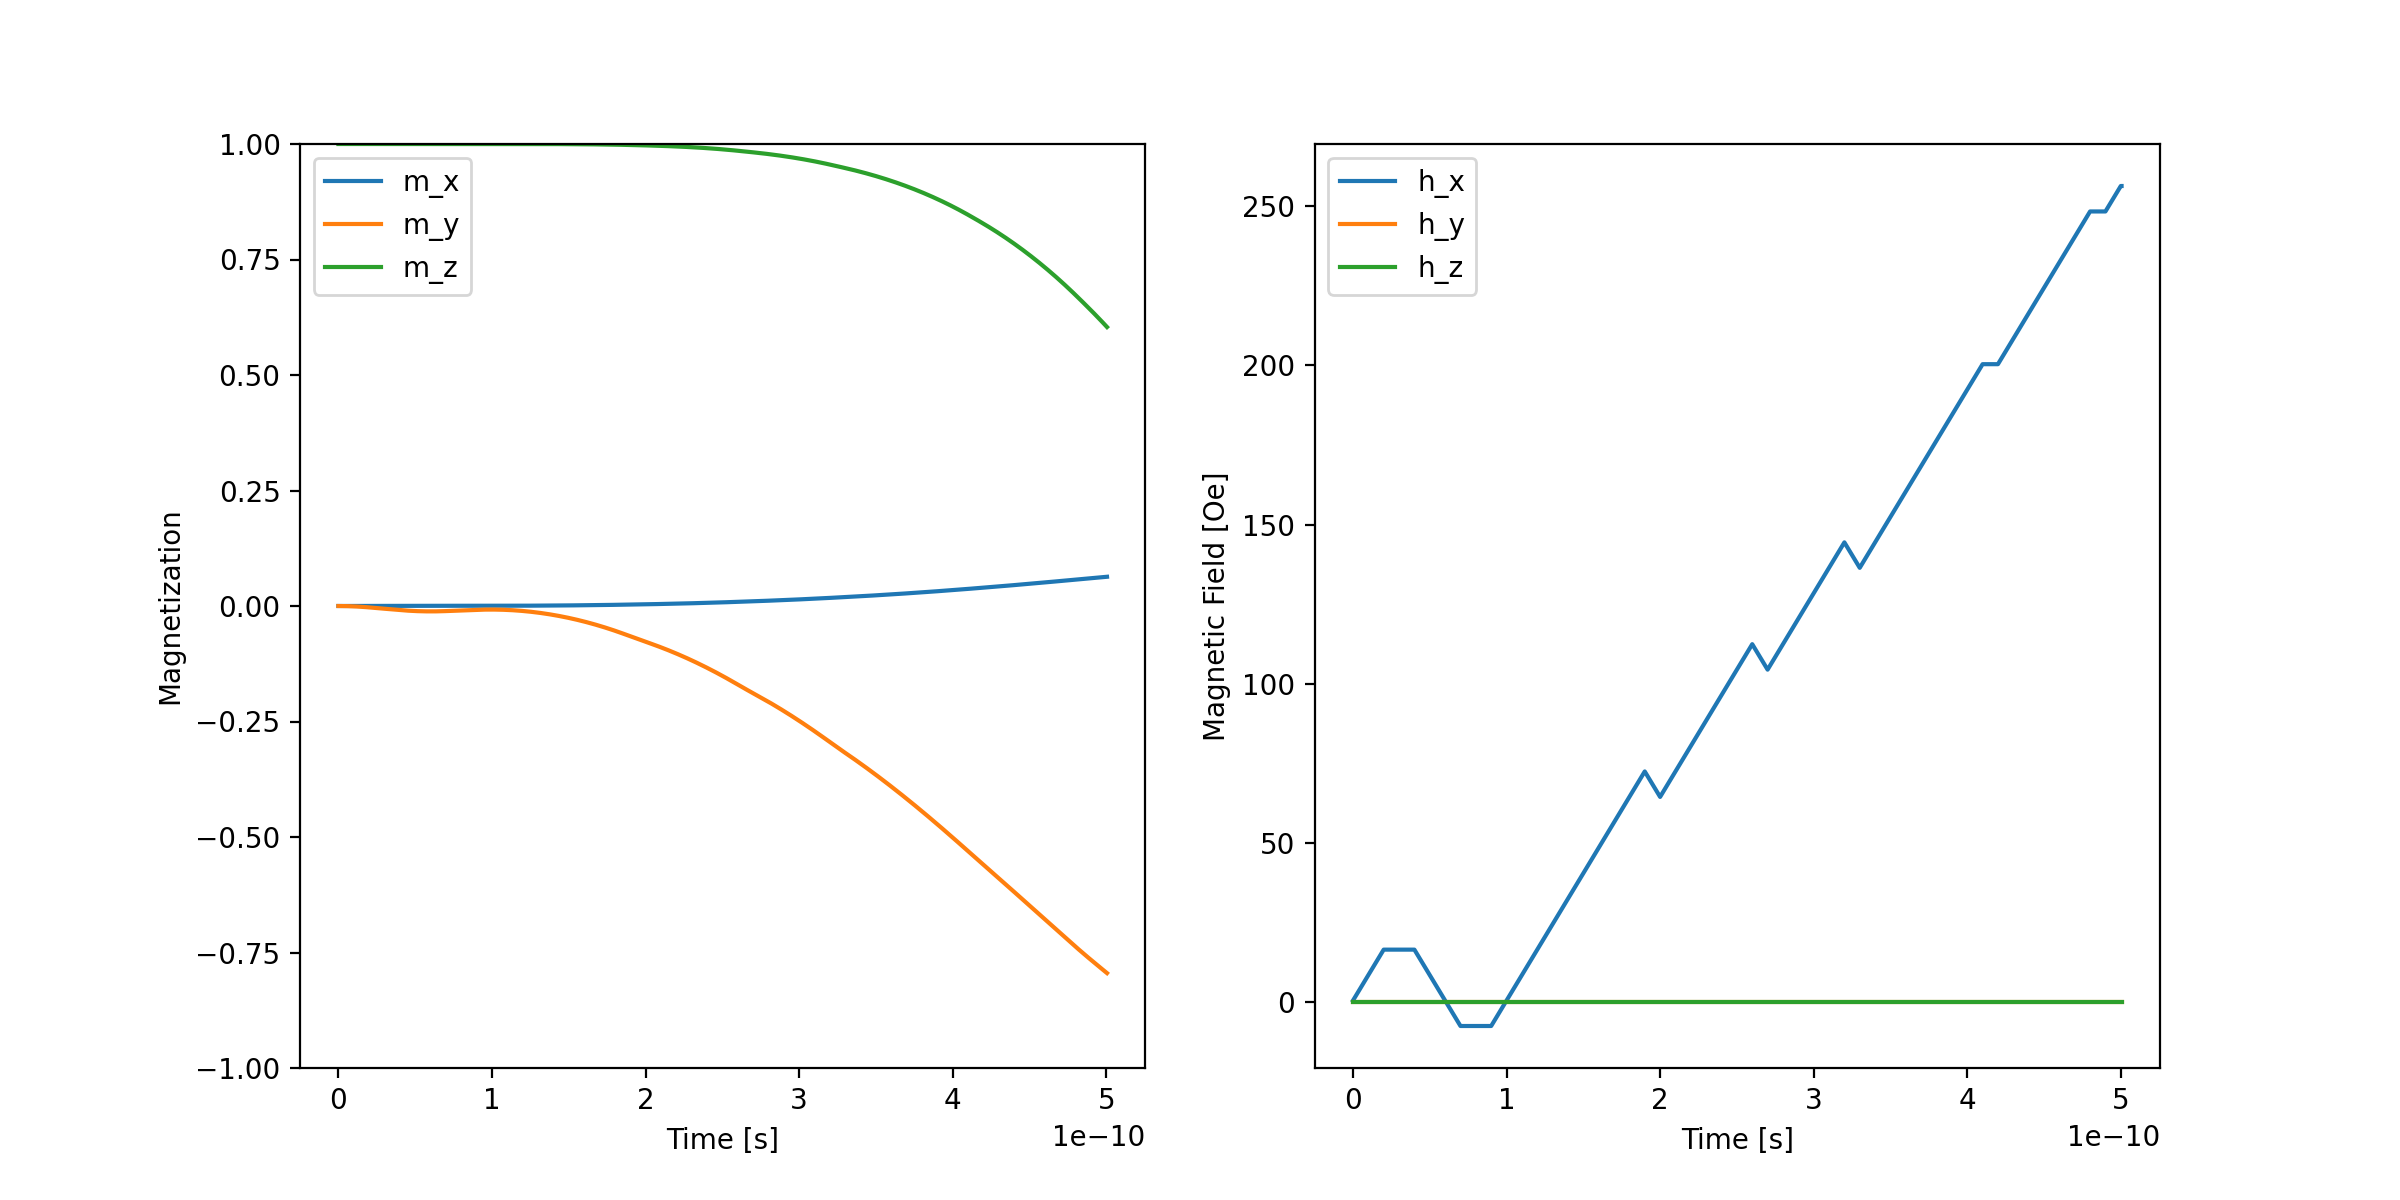 1.00
0.75
0.50
0.25
0.00
−0.25
−0.50
−0.75
−1.00
Magnetization
m_x
m_y
m_z
0 1 2 3 4 5
Time [s]
1e−10
250
200
150
100
50
0
Magnetic Field [Oe]
h_x
h_y
h_z
0 1 2 3 4 5
Time [s]
1e−10